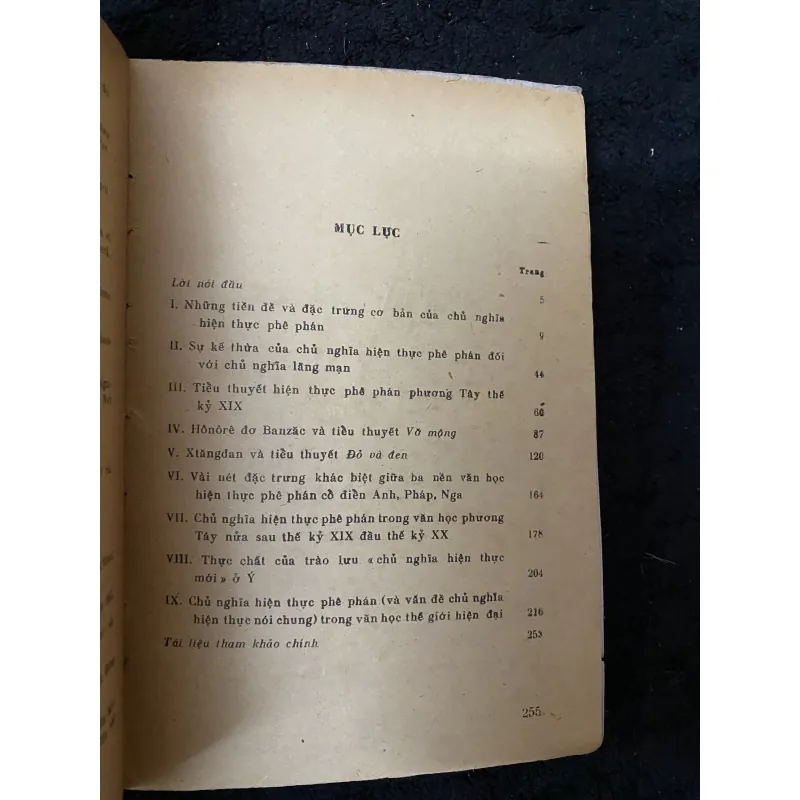 MỤC LỤC
Trang
Lời nói đầu 5
I. Những tiền đề và đặc trưng cơ bản của chủ nghĩa
hiện thực phê phán 9
II. Sự kế thừa của chủ nghĩa hiện thực phê phán đối
với chủ nghĩa lãng mạn 44
III. Tiểu thuyết hiện thực phê phán phương Tây thế
kỷ XIX 66
IV. Hônôrê đơ Banzăc và tiểu thuyết Vỡ mộng 87
V. Xtăngđan và tiểu thuyết Đỏ và đen 120
VI. Vài nét đặc trưng khác biệt giữa ba nền văn học
hiện thực phê phán cổ điển Anh, Pháp, Nga 164
VII. Chủ nghĩa hiện thực phê phán trong văn học phương
Tây nửa sau thế kỷ XIX đầu thế kỷ XX 178
VIII. Thực chất của trào lưu «chủ nghĩa hiện thực
mới» ở Ý 204
IX. Chủ nghĩa hiện thực phê phán (và vấn đề chủ nghĩa
hiện thực nói chung) trong văn học thế giới hiện đại 216
Tài liệu tham khảo chính 253
255